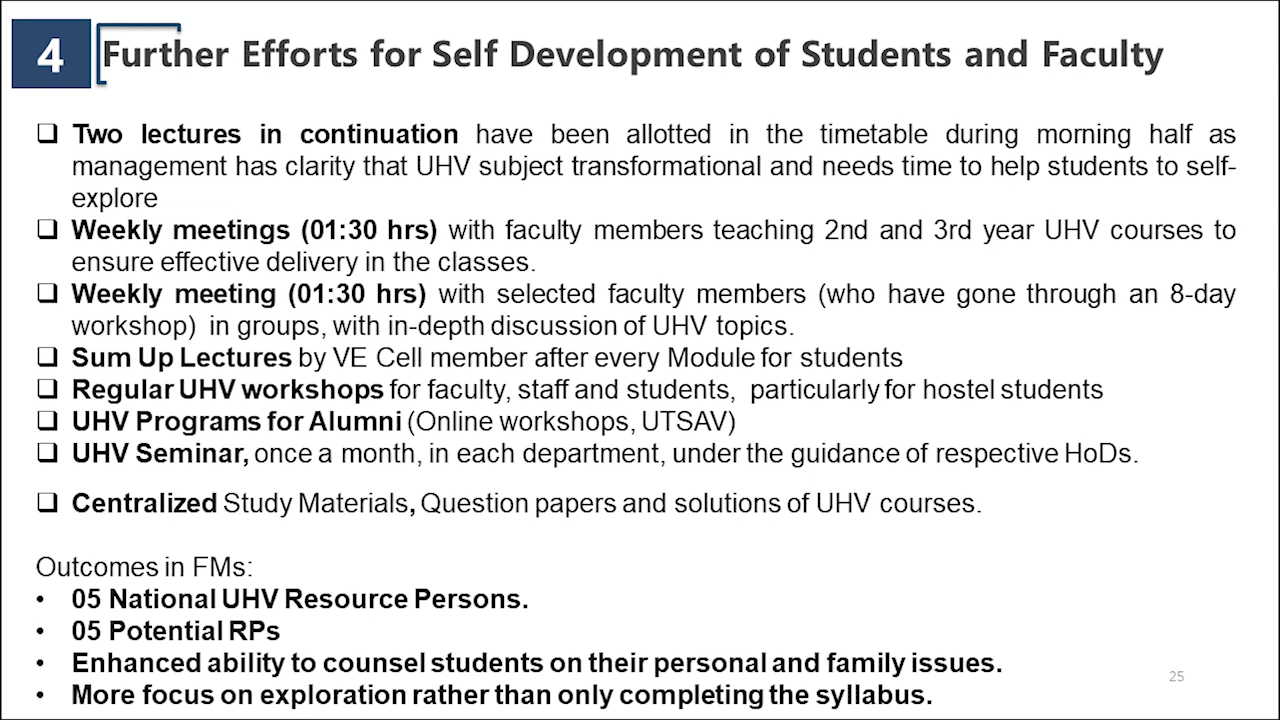 4
Further Efforts for Self Development of Students and Faculty
❑ Two lectures in continuation have been allotted in the timetable during morning half as
management has clarity that UHV subject transformational and needs time to help students to self-
explore
❑ Weekly meetings (01:30 hrs) with faculty members teaching 2nd and 3rd year UHV courses to
ensure effective delivery in the classes.
❑ Weekly meeting (01:30 hrs) with selected faculty members (who have gone through an 8-day
workshop) in groups, with in-depth discussion of UHV topics.
❑ Sum Up Lectures by VE Cell member after every Module for students
❑ Regular UHV workshops for faculty, staff and students, particularly for hostel students
❑ UHV Programs for Alumni (Online workshops, UTSAV)
❑ UHV Seminar, once a month, in each department, under the guidance of respective HoDs.
❑ Centralized Study Materials, Question papers and solutions of UHV courses.
Outcomes in FMs:
• 05 National UHV Resource Persons.
• 05 Potential RPs
• Enhanced ability to counsel students on their personal and family issues.
• More focus on exploration rather than only completing the syllabus.
25